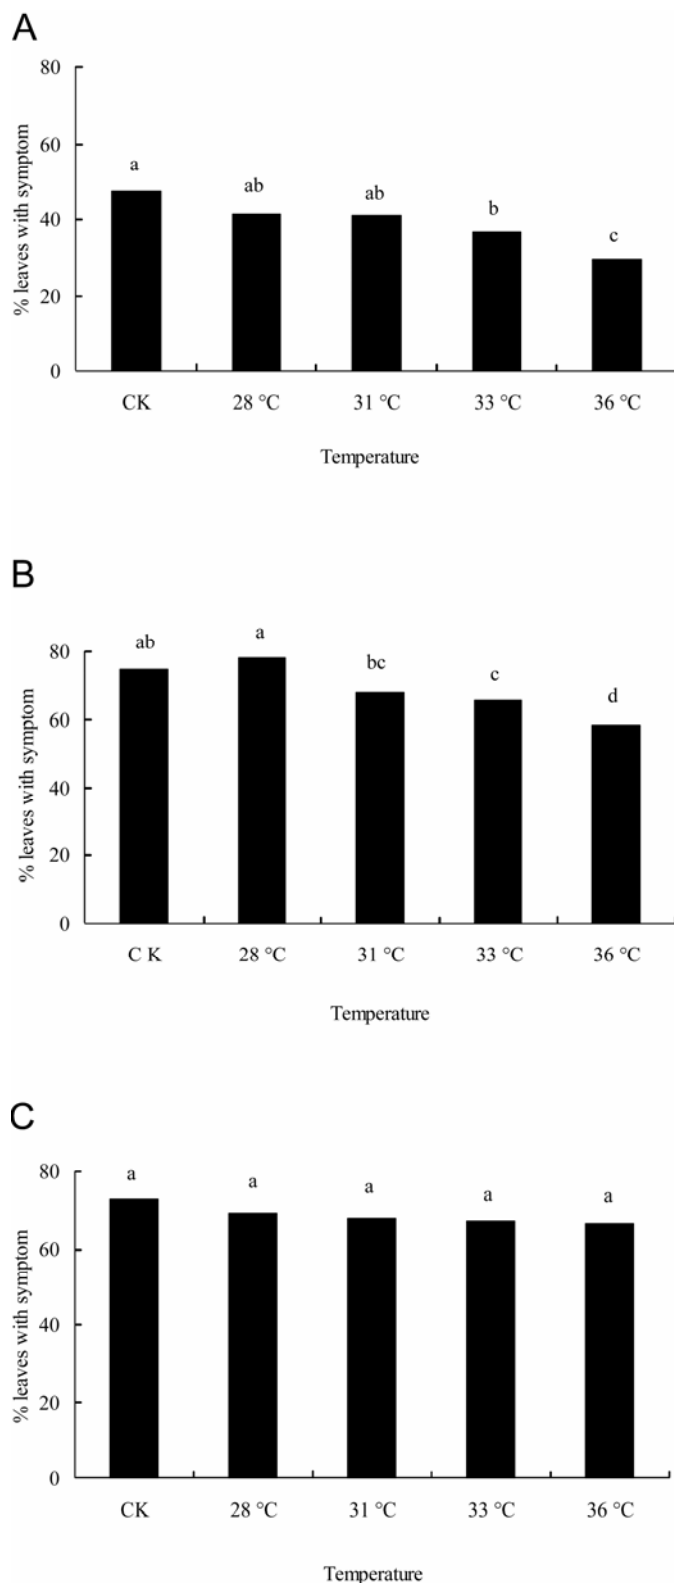 A
% leaves with symptom
80
60
40
20
0
a
ab
ab
b
c
CK 28 °C 31 °C 33 °C 36 °C
Temperature
B
% leaves with symptom
80
60
40
20
0
ab
a
bc
c
d
C K 28 °C 31 °C 33 °C 36 °C
Temperature
C
% leaves with symptom
80
60
40
20
0
a
a
a
a
a
CK 28 °C 31 °C 33 °C 36 °C
Temperature